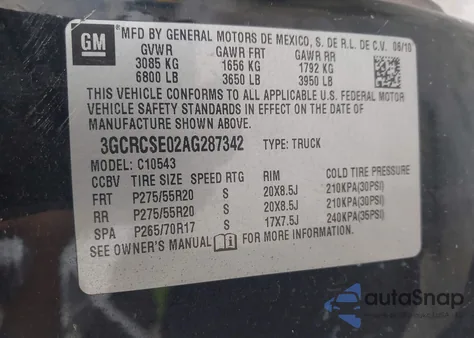 GM
MFD BY GENERAL MOTORS DE MEXICO, S. DE R.L. DE C.V. 06/10
GVWR GAWR FRT GAWR RR
3085 KG 1656 KG 1792 KG
6800 LB 3650 LB 3950 LB
THIS VEHICLE CONFORMS TO ALL APPLICABLE U.S. FEDERAL MOTOR
VEHICLE SAFETY STANDARDS IN EFFECT ON THE DATE OF
MANUFACTURE SHOWN ABOVE.
3GCRCSE02AG287342 TYPE: TRUCK
MODEL: C10543
CCBV TIRE SIZE SPEED RTG RIM COLD TIRE PRESSURE
FRT P275/55R20 S 20X8.5J 210KPA(30PSI)
RR P275/55R20 S 20X8.5J 210KPA(30PSI)
SPA P265/70R17 S 17X7.5J 240KPA(35PSI)
SEE OWNER'S MANUAL FOR MORE INFORMATION.
autoSnap